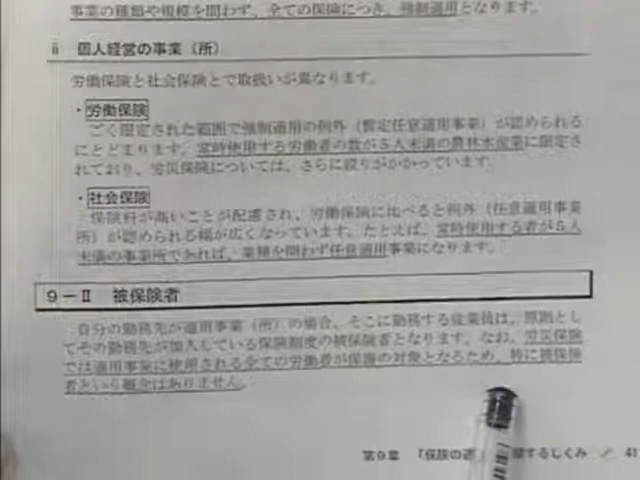 事業の種類や規模を問わず、全ての保険につき、強制適用となります。
ⅱ 個人経営の事業（所）
労働保険と社会保険とで取扱いが異なります。
・労働保険
ごく限定された範囲で強制適用の例外（暫定任意適用事業）が認められる
にとどまります。常時使用する労働者の数が５人未満の農林水産業に限定さ
れており、労災保険については、さらに絞りがかかっています。
・社会保険
保険料が高いことが配慮され、労働保険に比べると例外（任意適用事業
所）が認められる幅が広くなっています。たとえば、常時使用する者が５人
未満の事業所であれば、業種を問わず任意適用事業になります。
９－Ⅱ 被保険者
自分の勤務先が適用事業（所）の場合、そこに勤務する従業員は、原則とし
てその勤務先が加入している保険制度の被保険者となります。なお、労災保険
では適用事業に使用される全ての労働者が保護の対象となるため、特に被保険
者という概念はありません。
第９章 「保険の適 関するしくみ ／ 41